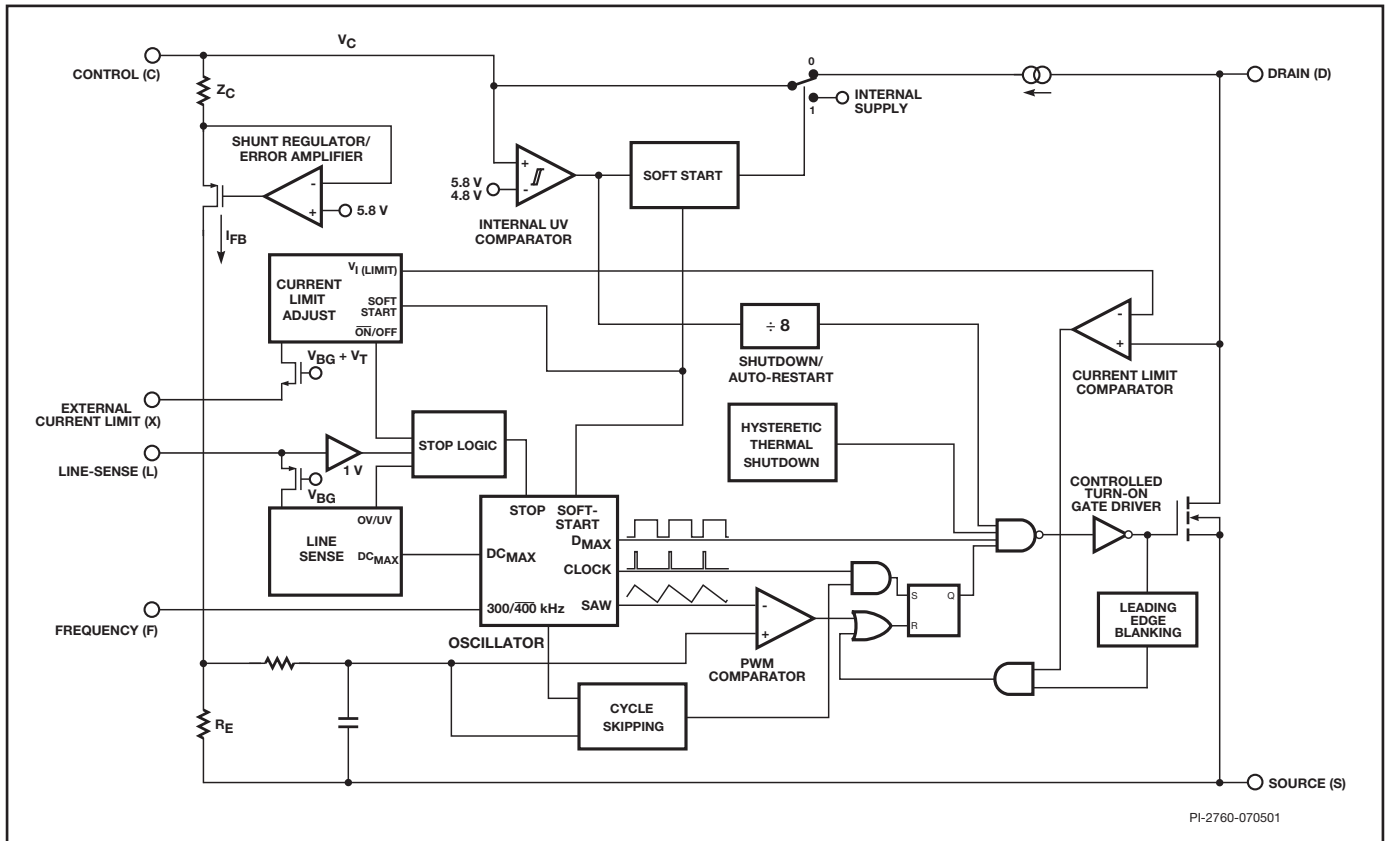 V_C
0
CONTROL (C)
DRAIN (D)
Z_C
INTERNAL
SUPPLY
1
SHUNT REGULATOR/
ERROR AMPLIFIER
-
+
5.8 V
I_FB
+
-
5.8 V
4.8 V
INTERNAL UV
COMPARATOR
SOFT START
V_I (LIMIT)
CURRENT
LIMIT
ADJUST
SOFT
START
O̅N̅/OFF
V_BG + V_T
÷ 8
SHUTDOWN/
AUTO-RESTART
-
+
CURRENT LIMIT
COMPARATOR
EXTERNAL
CURRENT LIMIT (X)
HYSTERETIC
THERMAL
SHUTDOWN
STOP LOGIC
LINE-SENSE (L)
1 V
V_BG
CONTROLLED
TURN-ON
GATE DRIVER
OV/UV
LINE
SENSE
DC_MAX
STOP
SOFT-
START
D_MAX
DC_MAX
CLOCK
SAW
300/4̅0̅0̅ kHz
OSCILLATOR
FREQUENCY (F)
-
+
PWM
COMPARATOR
S
Q
R
LEADING
EDGE
BLANKING
CYCLE
SKIPPING
R_E
SOURCE (S)
PI-2760-070501